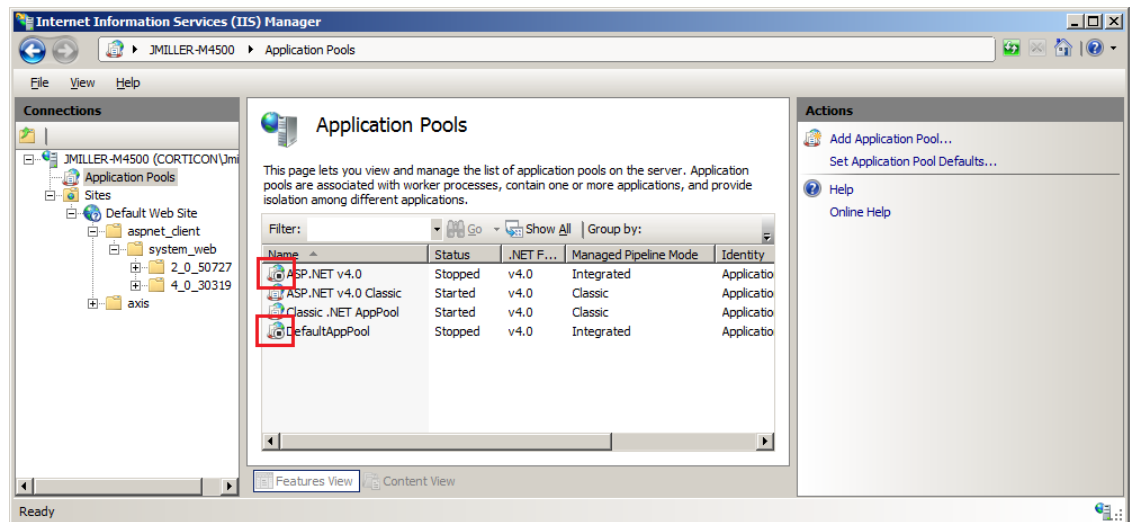 Internet Information Services (IIS) Manager
JMILLER-M4500 Application Pools
File View Help
Connections
JMILLER-M4500 (CORTICON\Jmi
Application Pools
Sites
Default Web Site
aspnet_client
system_web
2_0_50727
4_0_30319
axis
Application Pools
This page lets you view and manage the list of application pools on the server. Application
pools are associated with worker processes, contain one or more applications, and provide
isolation among different applications.
Filter: Go Show All Group by:
Name Status .NET F... Managed Pipeline Mode Identity
ASP.NET v4.0 Stopped v4.0 Integrated Applicatio
ASP.NET v4.0 Classic Started v4.0 Classic Applicatio
Classic .NET AppPool Started v4.0 Classic Applicatio
DefaultAppPool Stopped v4.0 Integrated Applicatio
Features View Content View
Actions
Add Application Pool...
Set Application Pool Defaults...
Help
Online Help
Ready